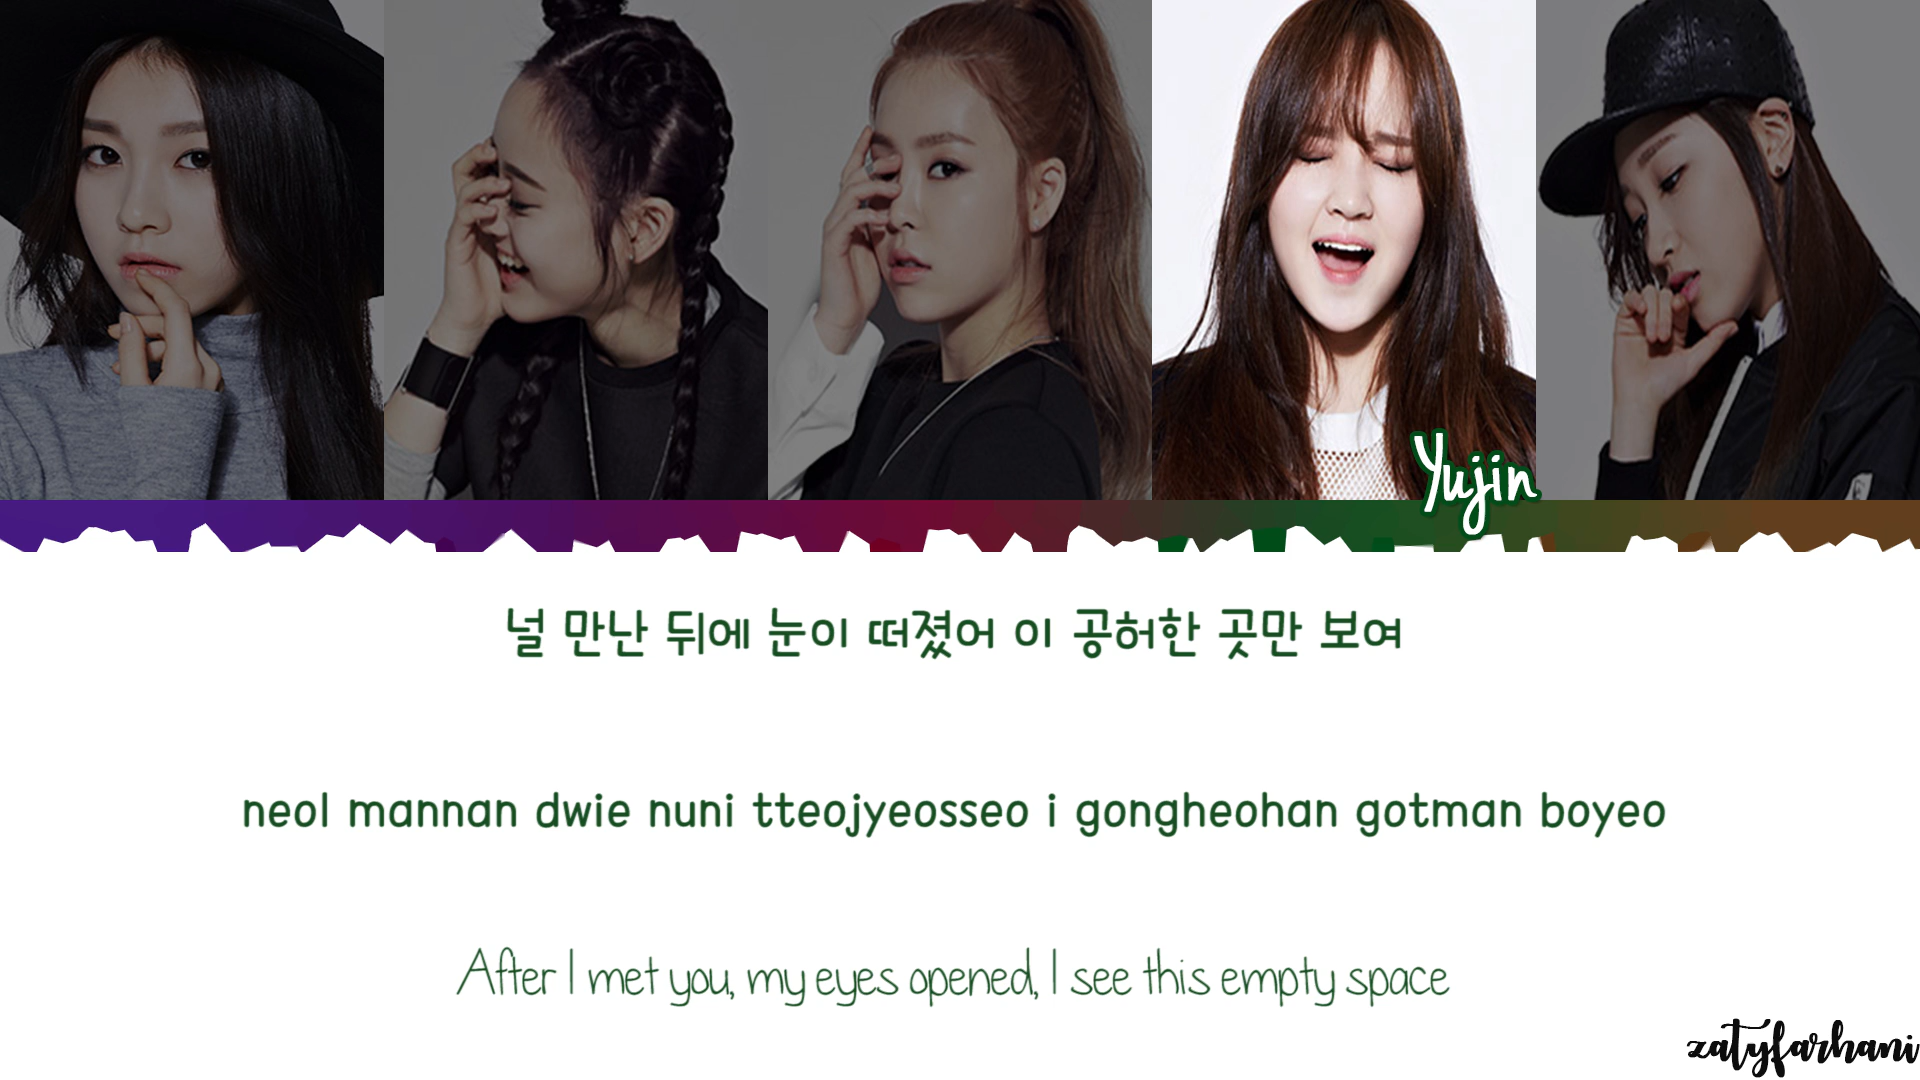 Yujin
널 만난 뒤에 눈이 떠졌어 이 공허한 곳만 보여
neol mannan dwie nuni tteojyeosseo i gongheohan gotman boyeo
After I met you, my eyes opened, I see this empty space
zatyfarhani